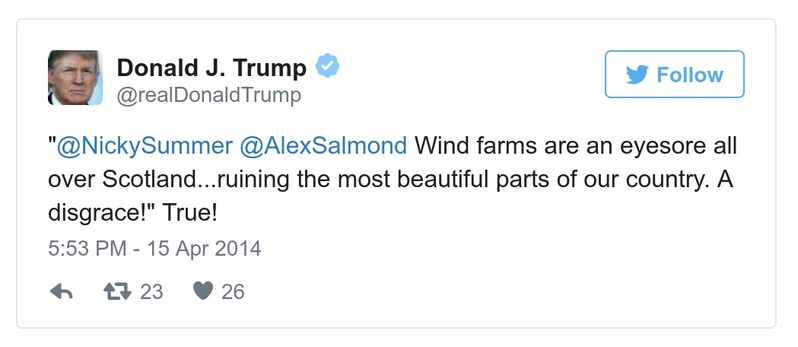 Donald J. Trump
@realDonaldTrump
Follow
"@NickySummer @AlexSalmond Wind farms are an eyesore all
over Scotland...ruining the most beautiful parts of our country. A
disgrace!" True!
5:53 PM - 15 Apr 2014
23 26